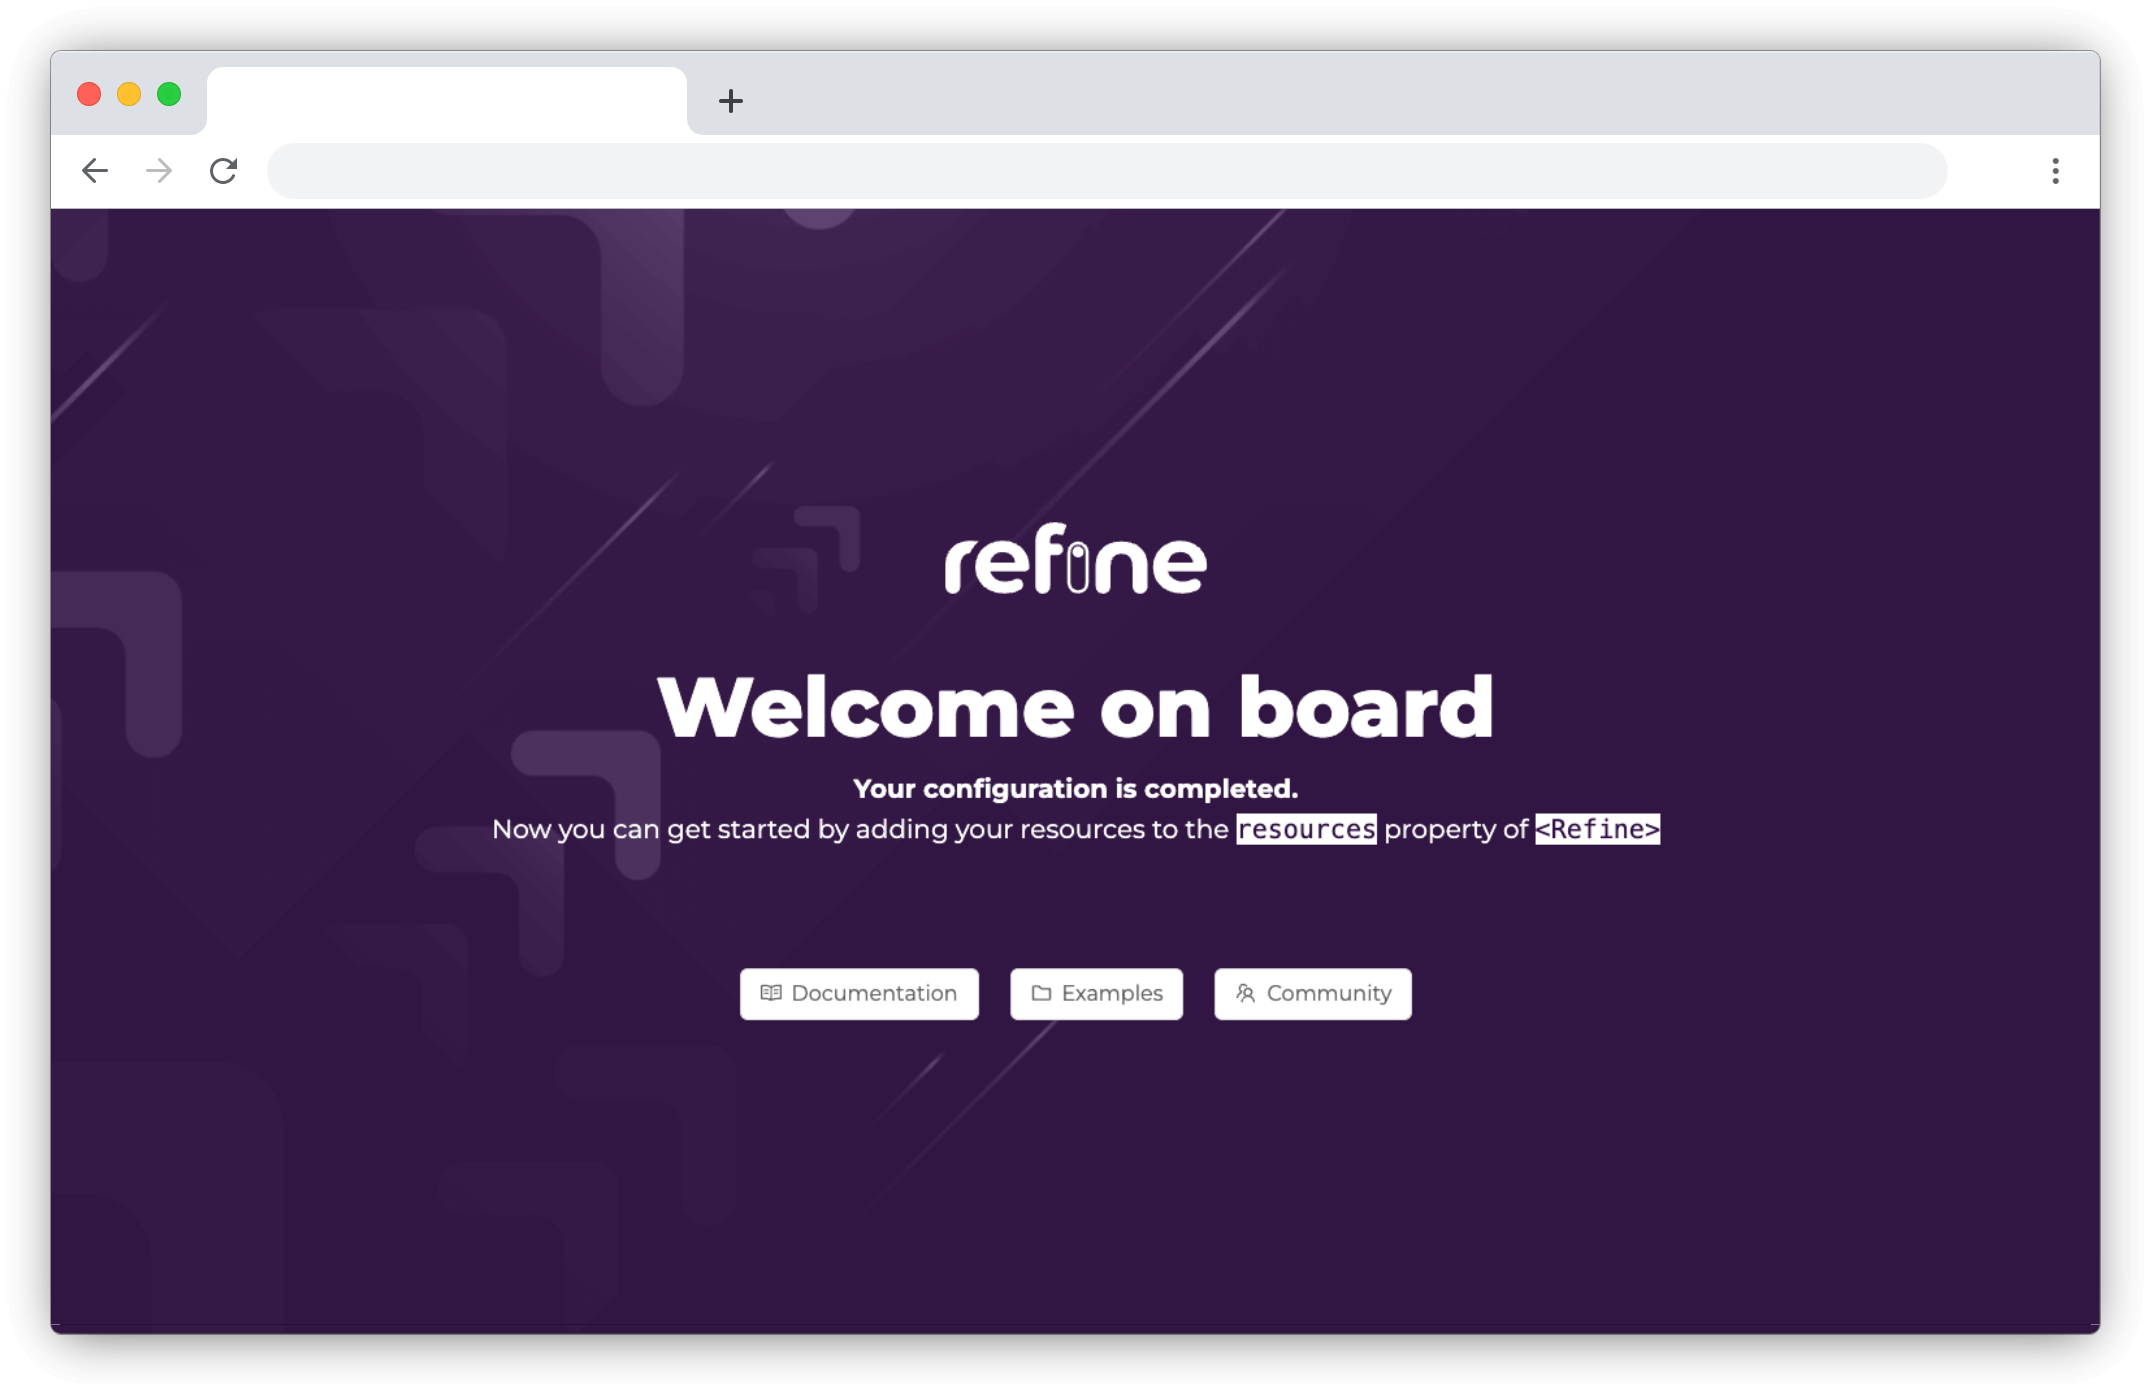 refine
Welcome on board
Your configuration is completed.
Now you can get started by adding your resources to the resources property of <Refine>
Documentation
Examples
Community